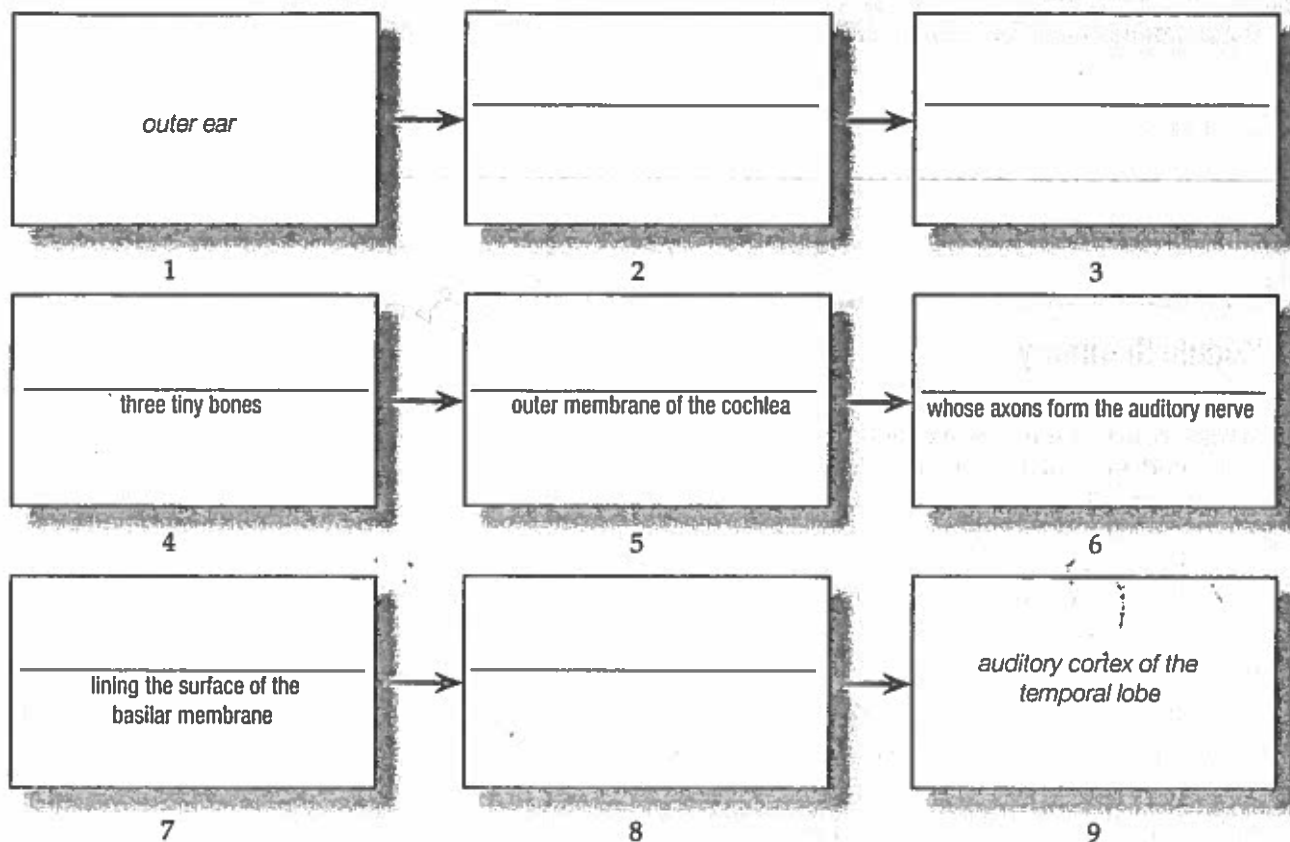 outer ear
1
2
3
three tiny bones
outer membrane of the cochlea
whose axons form the auditory nerve
4
5
6
lining the surface of the
basilar membrane
auditory cortex of the
temporal lobe
7
8
9